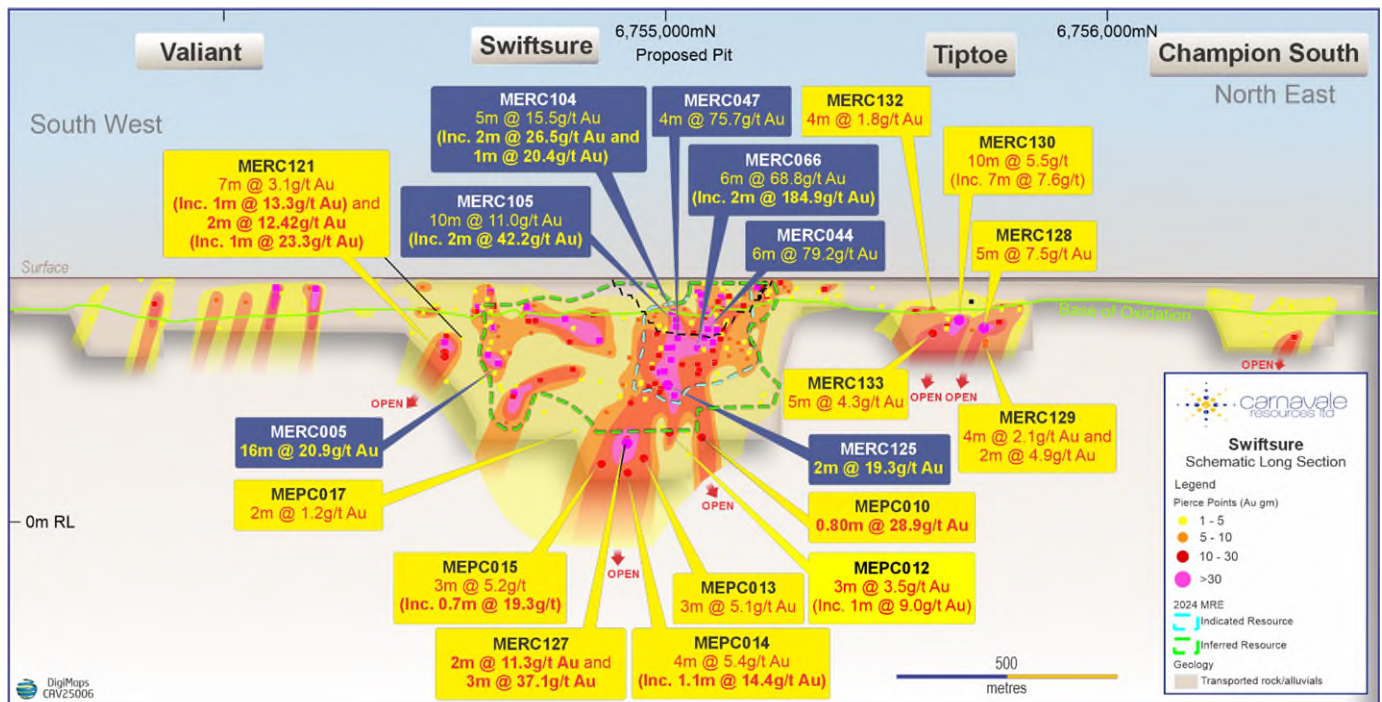 6,755,000mN
6,756,000mN
Valiant
Swiftsure
Proposed Pit
Tiptoe
Champion South
South West
North East
MERC104
5m @ 15.5g/t Au
(Inc. 2m @ 26.5g/t Au and
1m @ 20.4g/t Au)
MERC047
4m @ 75.7g/t Au
MERC132
4m @ 1.8g/t Au
MERC130
10m @ 5.5g/t
(Inc. 7m @ 7.6g/t)
MERC121
7m @ 3.1g/t Au
(Inc. 1m @ 13.3g/t Au) and
2m @ 12.42g/t Au
(Inc. 1m @ 23.3g/t Au)
MERC066
6m @ 68.8g/t Au
(Inc. 2m @ 184.9g/t Au)
MERC105
10m @ 11.0g/t Au
(Inc. 2m @ 42.2g/t Au)
MERC044
6m @ 79.2g/t Au
MERC128
5m @ 7.5g/t Au
Surface
Base of Oxidation
OPEN
MERC133
5m @ 4.3g/t Au
OPEN
OPEN
OPEN
MERC005
16m @ 20.9g/t Au
MERC125
2m @ 19.3g/t Au
MERC129
4m @ 2.1g/t Au and
2m @ 4.9g/t Au
MEPC017
2m @ 1.2g/t Au
OPEN
MEPC010
0.80m @ 28.9g/t Au
0m RL
MEPC015
3m @ 5.2g/t
(Inc. 0.7m @ 19.3g/t)
OPEN
MEPC013
3m @ 5.1g/t Au
MEPC012
3m @ 3.5g/t Au
(Inc. 1m @ 9.0g/t Au)
MERC127
2m @ 11.3g/t Au and
3m @ 37.1g/t Au
MEPC014
4m @ 5.4g/t Au
(Inc. 1.1m @ 14.4g/t Au)
500
metres
carnavale
resources ltd
Swiftsure
Schematic Long Section
Legend
Pierce Points (Au gm)
1 - 5
5 - 10
10 - 30
>30
2024 MRE
Indicated Resource
Inferred Resource
Geology
Transported rock/alluvials
DigiMaps
CAV25006